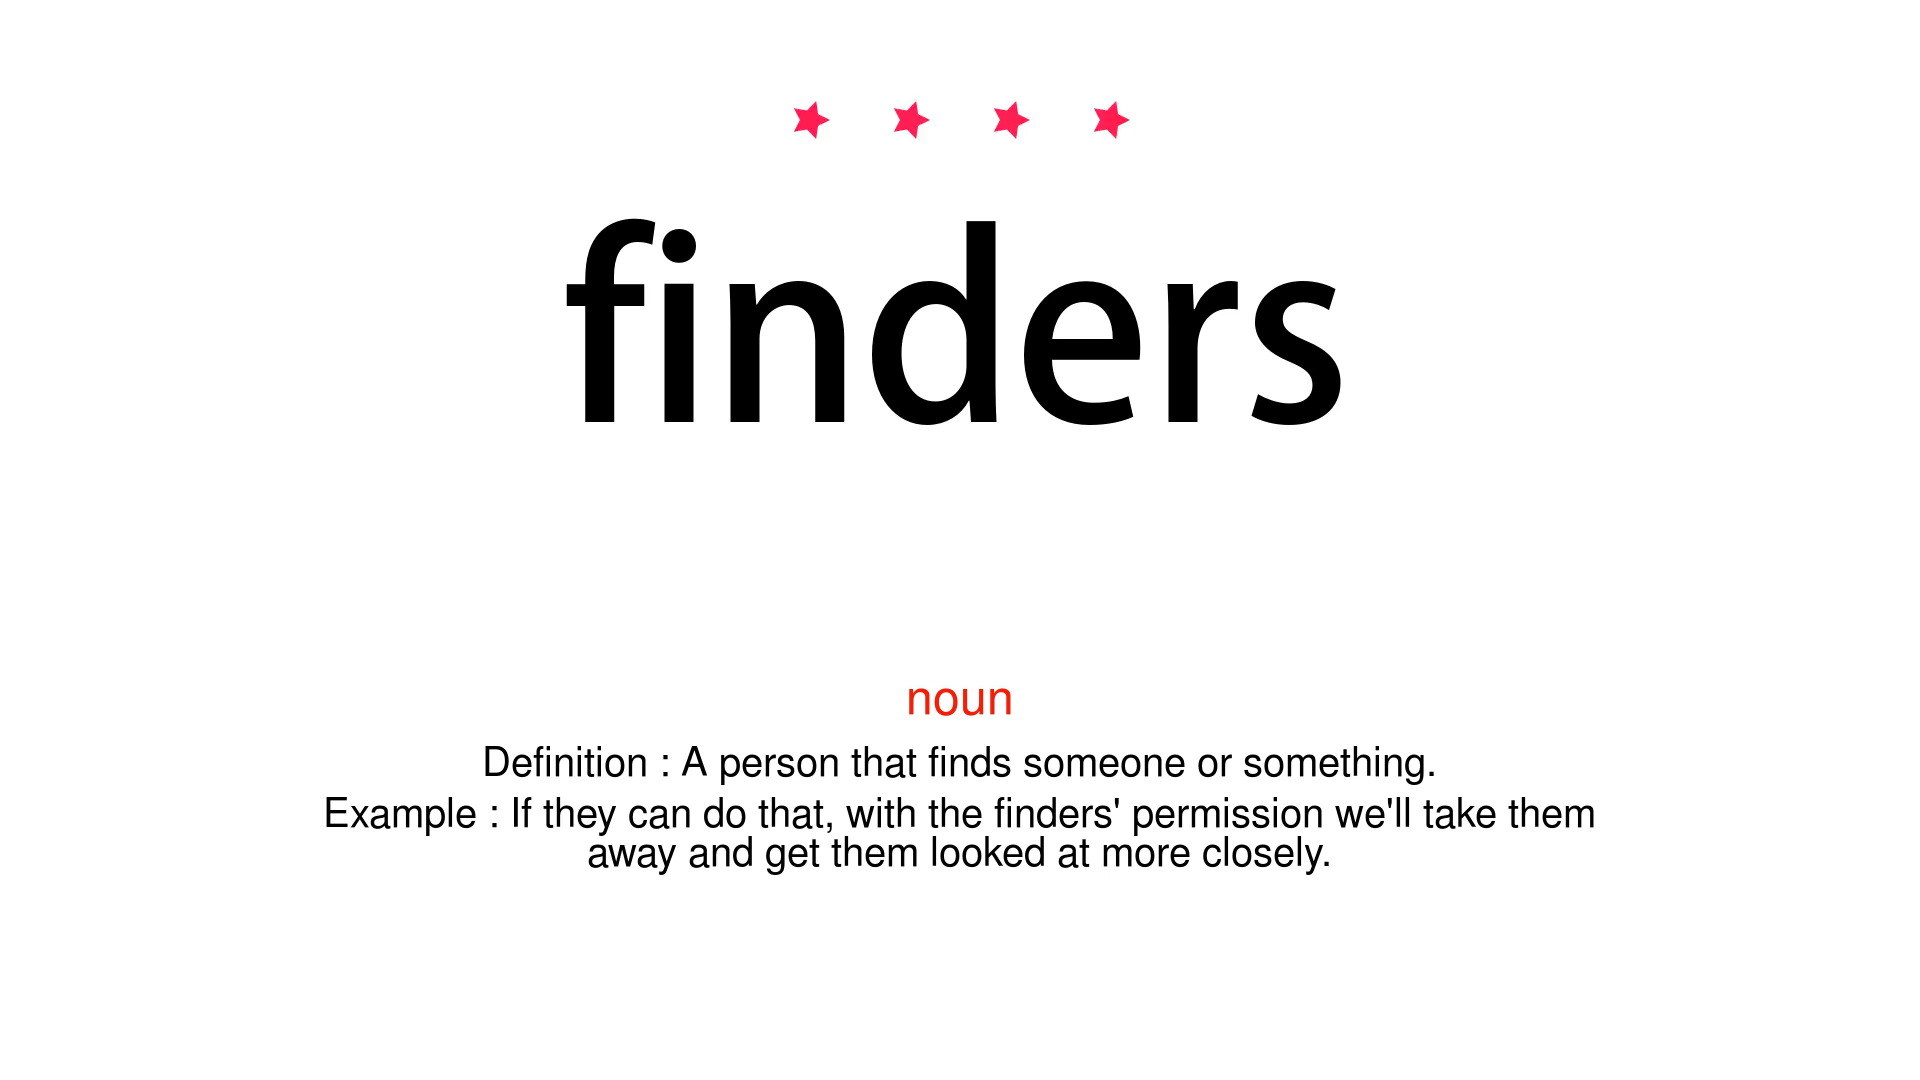 finders
noun
Definition : A person that finds someone or something.
Example : If they can do that, with the finders' permission we'll take them
away and get them looked at more closely.